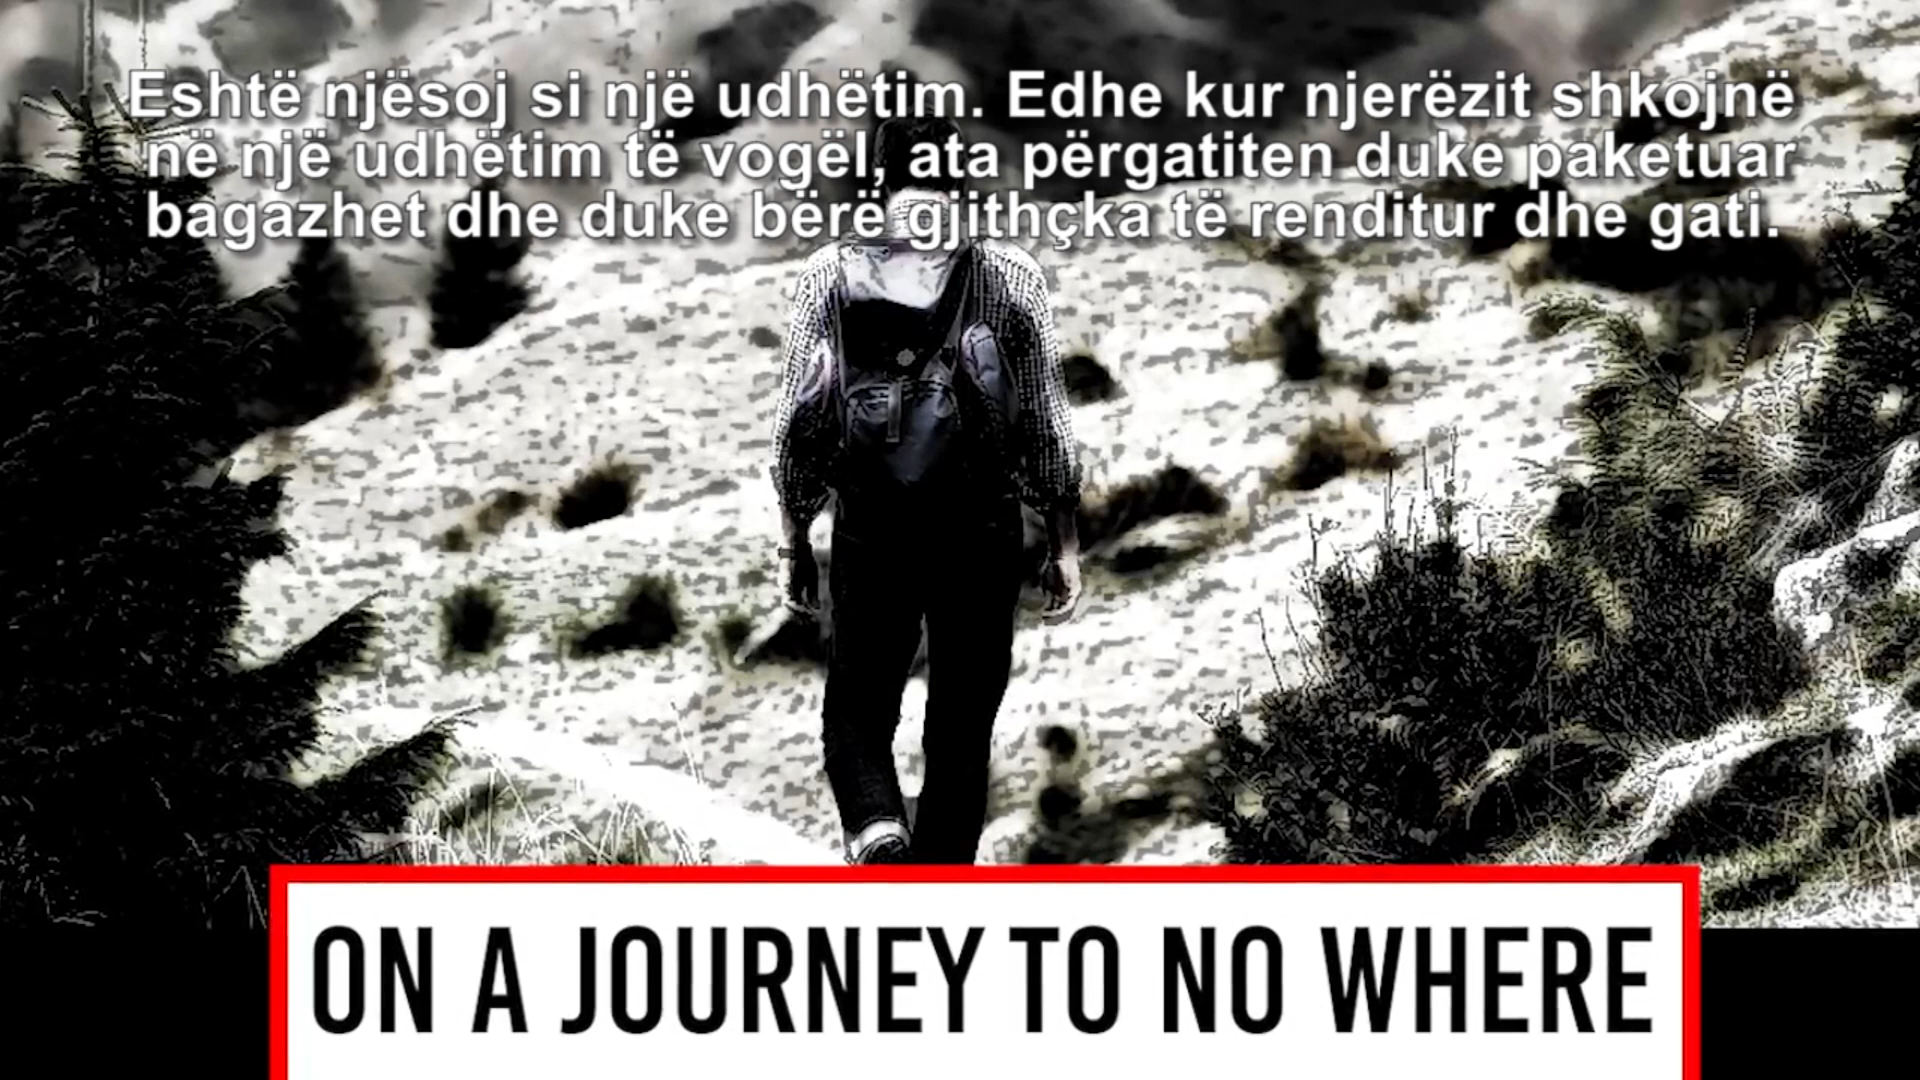 Eshtë njësoj si një udhëtim. Edhe kur njerëzit shkojnë
në një udhëtim të vogël, ata përgatiten duke paketuar
bagazhet dhe duke bërë gjithçka të renditur dhe gati.
ON A JOURNEY TO NO WHERE